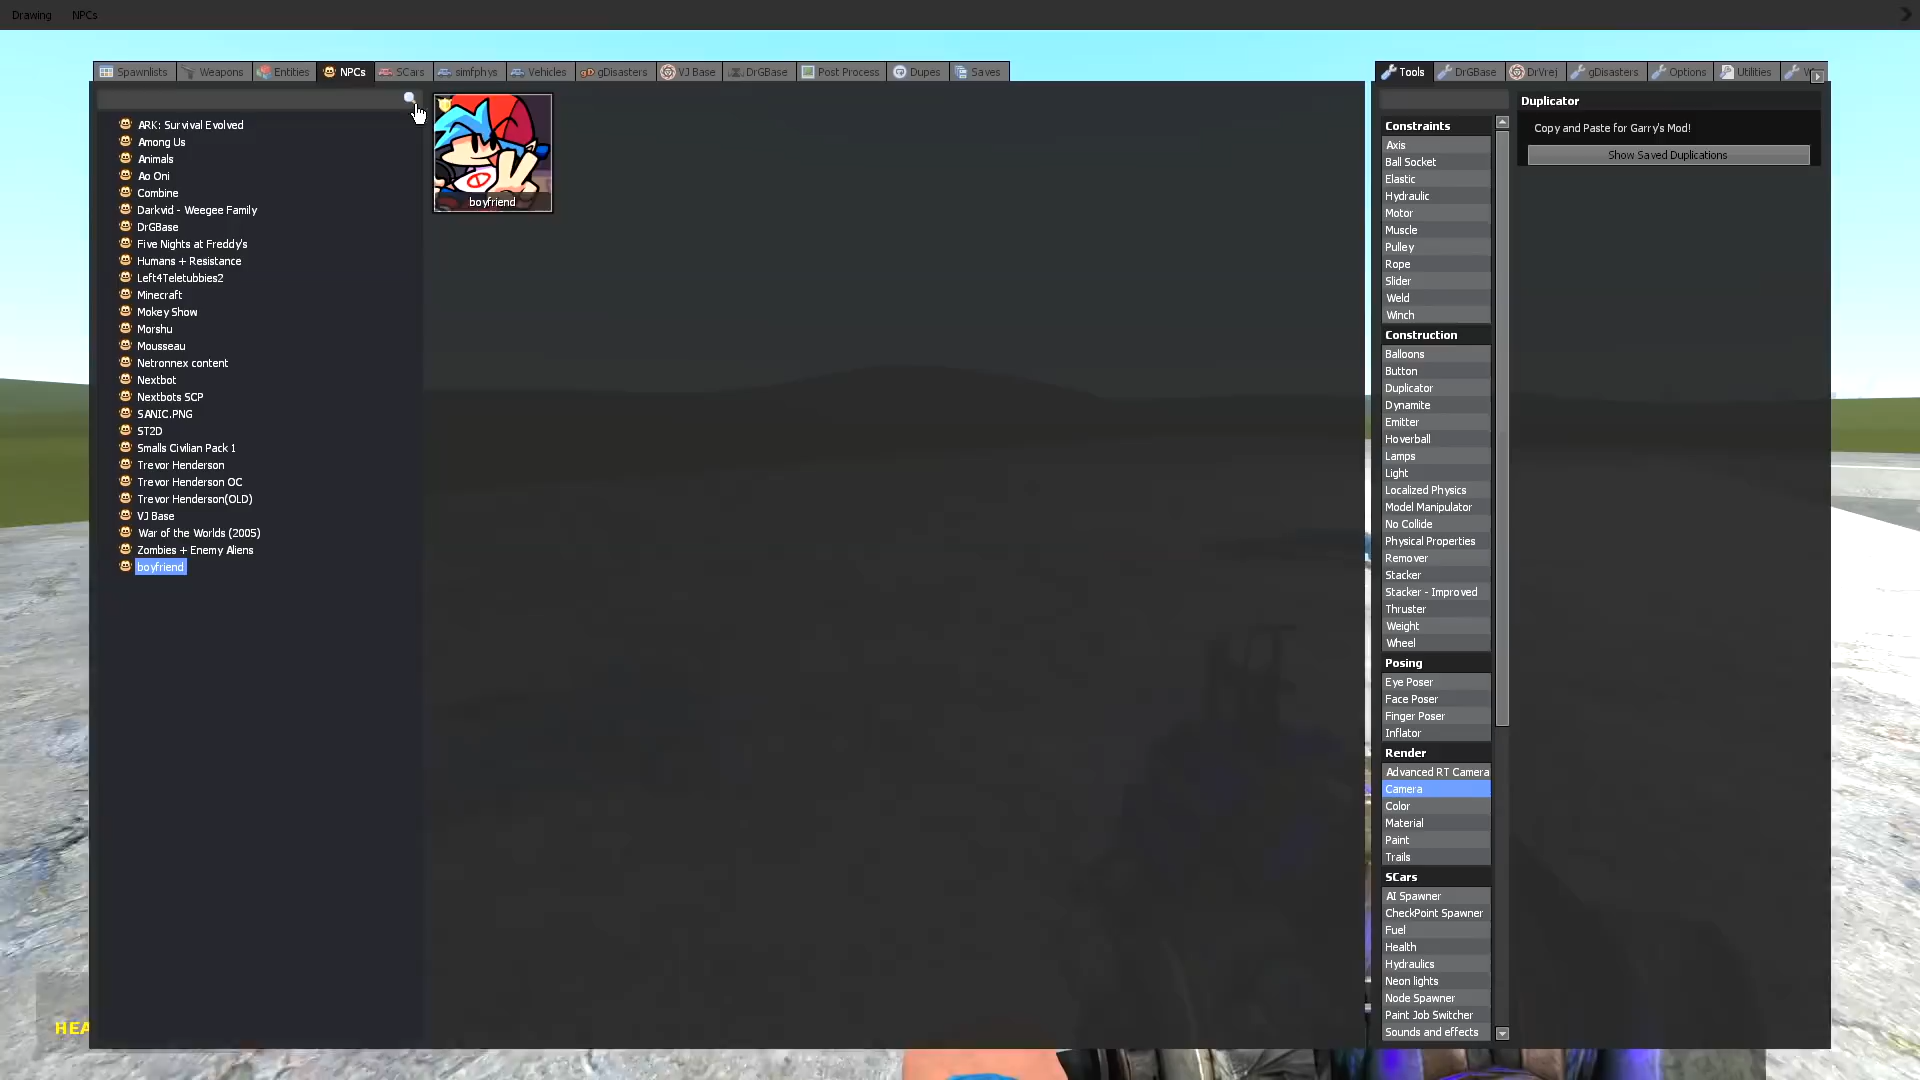 Drawing NPCs
Spawnlists Weapons Entities NPCs SCars simfphys Vehicles gDisasters VJ Base DrGBase Post Process Dupes Saves
ARK: Survival Evolved
Among Us
Animals
Ao Oni
Combine
Darkvid - Weegee Family
DrGBase
Five Nights at Freddy's
Humans + Resistance
Left4Teletubbies2
Minecraft
Mokey Show
Morshu
Mousseau
Netronnex content
Nextbot
Nextbots SCP
SANIC.PNG
ST2D
Smalls Civilian Pack 1
Trevor Henderson
Trevor Henderson OC
Trevor Henderson(OLD)
VJ Base
War of the Worlds (2005)
Zombies + Enemy Aliens
boyfriend
boyfriend
Tools DrGBase DrVrej gDisasters Options Utilities
Constraints
Axis
Ball Socket
Elastic
Hydraulic
Motor
Muscle
Pulley
Rope
Slider
Weld
Winch
Construction
Balloons
Button
Duplicator
Dynamite
Emitter
Hoverball
Lamps
Light
Localized Physics
Model Manipulator
No Collide
Physical Properties
Remover
Stacker
Stacker - Improved
Thruster
Weight
Wheel
Posing
Eye Poser
Face Poser
Finger Poser
Inflator
Render
Advanced RT Camera
Camera
Color
Material
Paint
Trails
SCars
AI Spawner
CheckPoint Spawner
Fuel
Health
Hydraulics
Neon lights
Node Spawner
Paint Job Switcher
Sounds and effects
Duplicator
Copy and Paste for Garry's Mod!
Show Saved Duplications
HEA